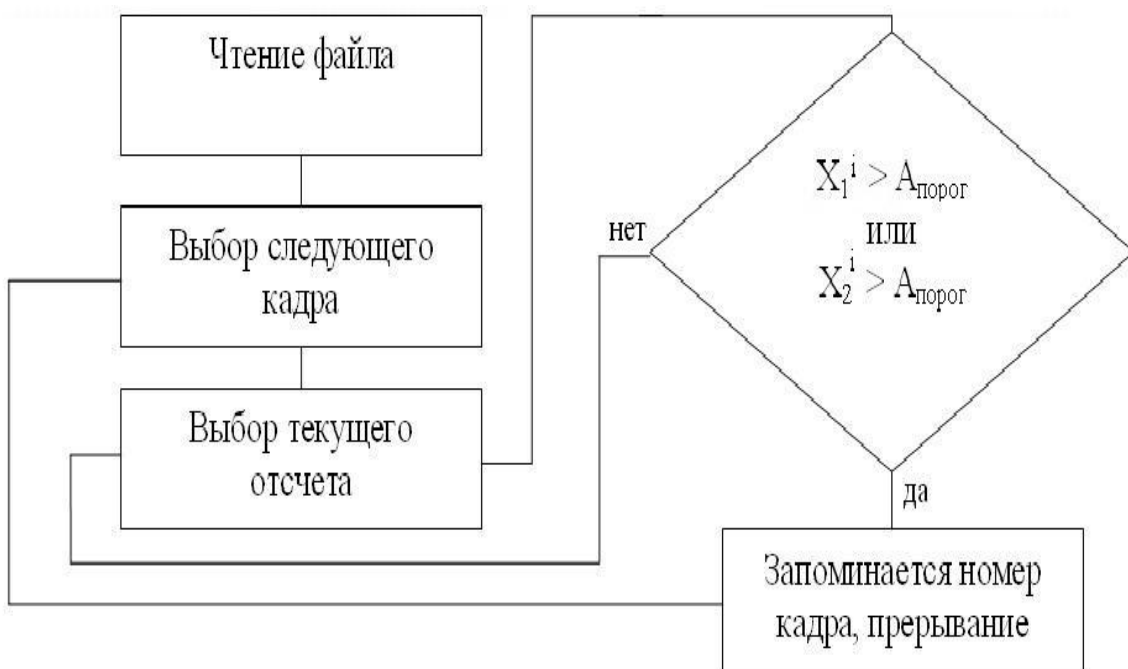 Чтение файла
Выбор следующего
кадра
Выбор текущего
отсчета
нет
X₁ⁱ > Aпорог
или
X₂ⁱ > Aпорог
да
Запоминается номер
кадра, прерывание